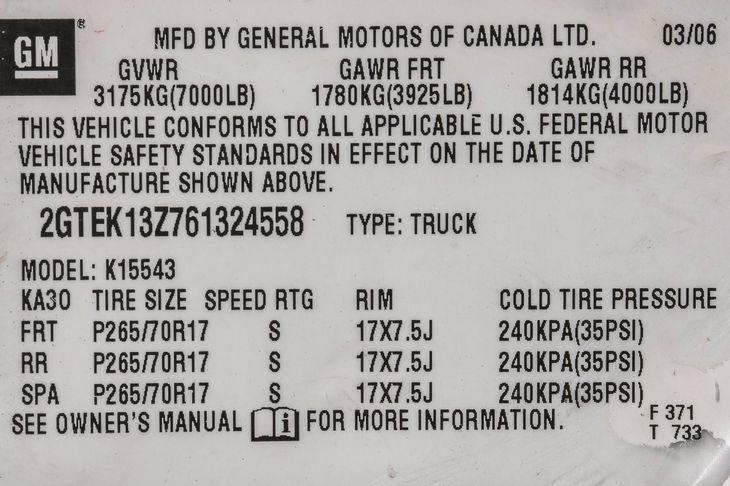 GM ® MFD BY GENERAL MOTORS OF CANADA LTD. 03/06
GVWR GAWR FRT GAWR RR
3175KG(7000LB) 1780KG(3925LB) 1814KG(4000LB)
THIS VEHICLE CONFORMS TO ALL APPLICABLE U.S. FEDERAL MOTOR
VEHICLE SAFETY STANDARDS IN EFFECT ON THE DATE OF
MANUFACTURE SHOWN ABOVE.
2GTEK13Z761324558 TYPE: TRUCK
MODEL: K15543
KA30 TIRE SIZE SPEED RTG RIM COLD TIRE PRESSURE
FRT P265/70R17 S 17X7.5J 240KPA(35PSI)
RR P265/70R17 S 17X7.5J 240KPA(35PSI)
SPA P265/70R17 S 17X7.5J 240KPA(35PSI)
SEE OWNER'S MANUAL i FOR MORE INFORMATION.
F 371
T 733